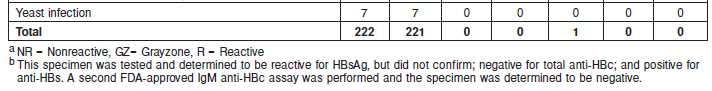 Yeast infection 7 7 0 0 0 0 0
Total 222 221 0 0 1 0 0
a NR – Nonreactive, GZ– Grayzone, R – Reactive
b This specimen was tested and determined to be reactive for HBsAg, but did not confirm; negative for total anti-HBc; and positive for
anti-HBs. A second FDA-approved IgM anti-HBc assay was performed and the specimen was determined to be negative.